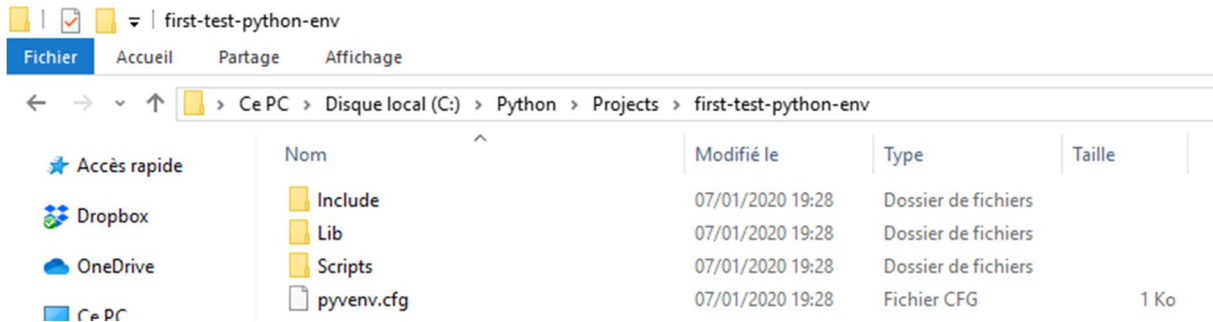 first-test-python-env
Fichier Accueil Partage Affichage
Ce PC > Disque local (C:) > Python > Projects > first-test-python-env
Nom Modifié le Type Taille
Accès rapide
Dropbox
OneDrive
Ce PC
Include 07/01/2020 19:28 Dossier de fichiers
Lib 07/01/2020 19:28 Dossier de fichiers
Scripts 07/01/2020 19:28 Dossier de fichiers
pyvenv.cfg 07/01/2020 19:28 Fichier CFG 1 Ko